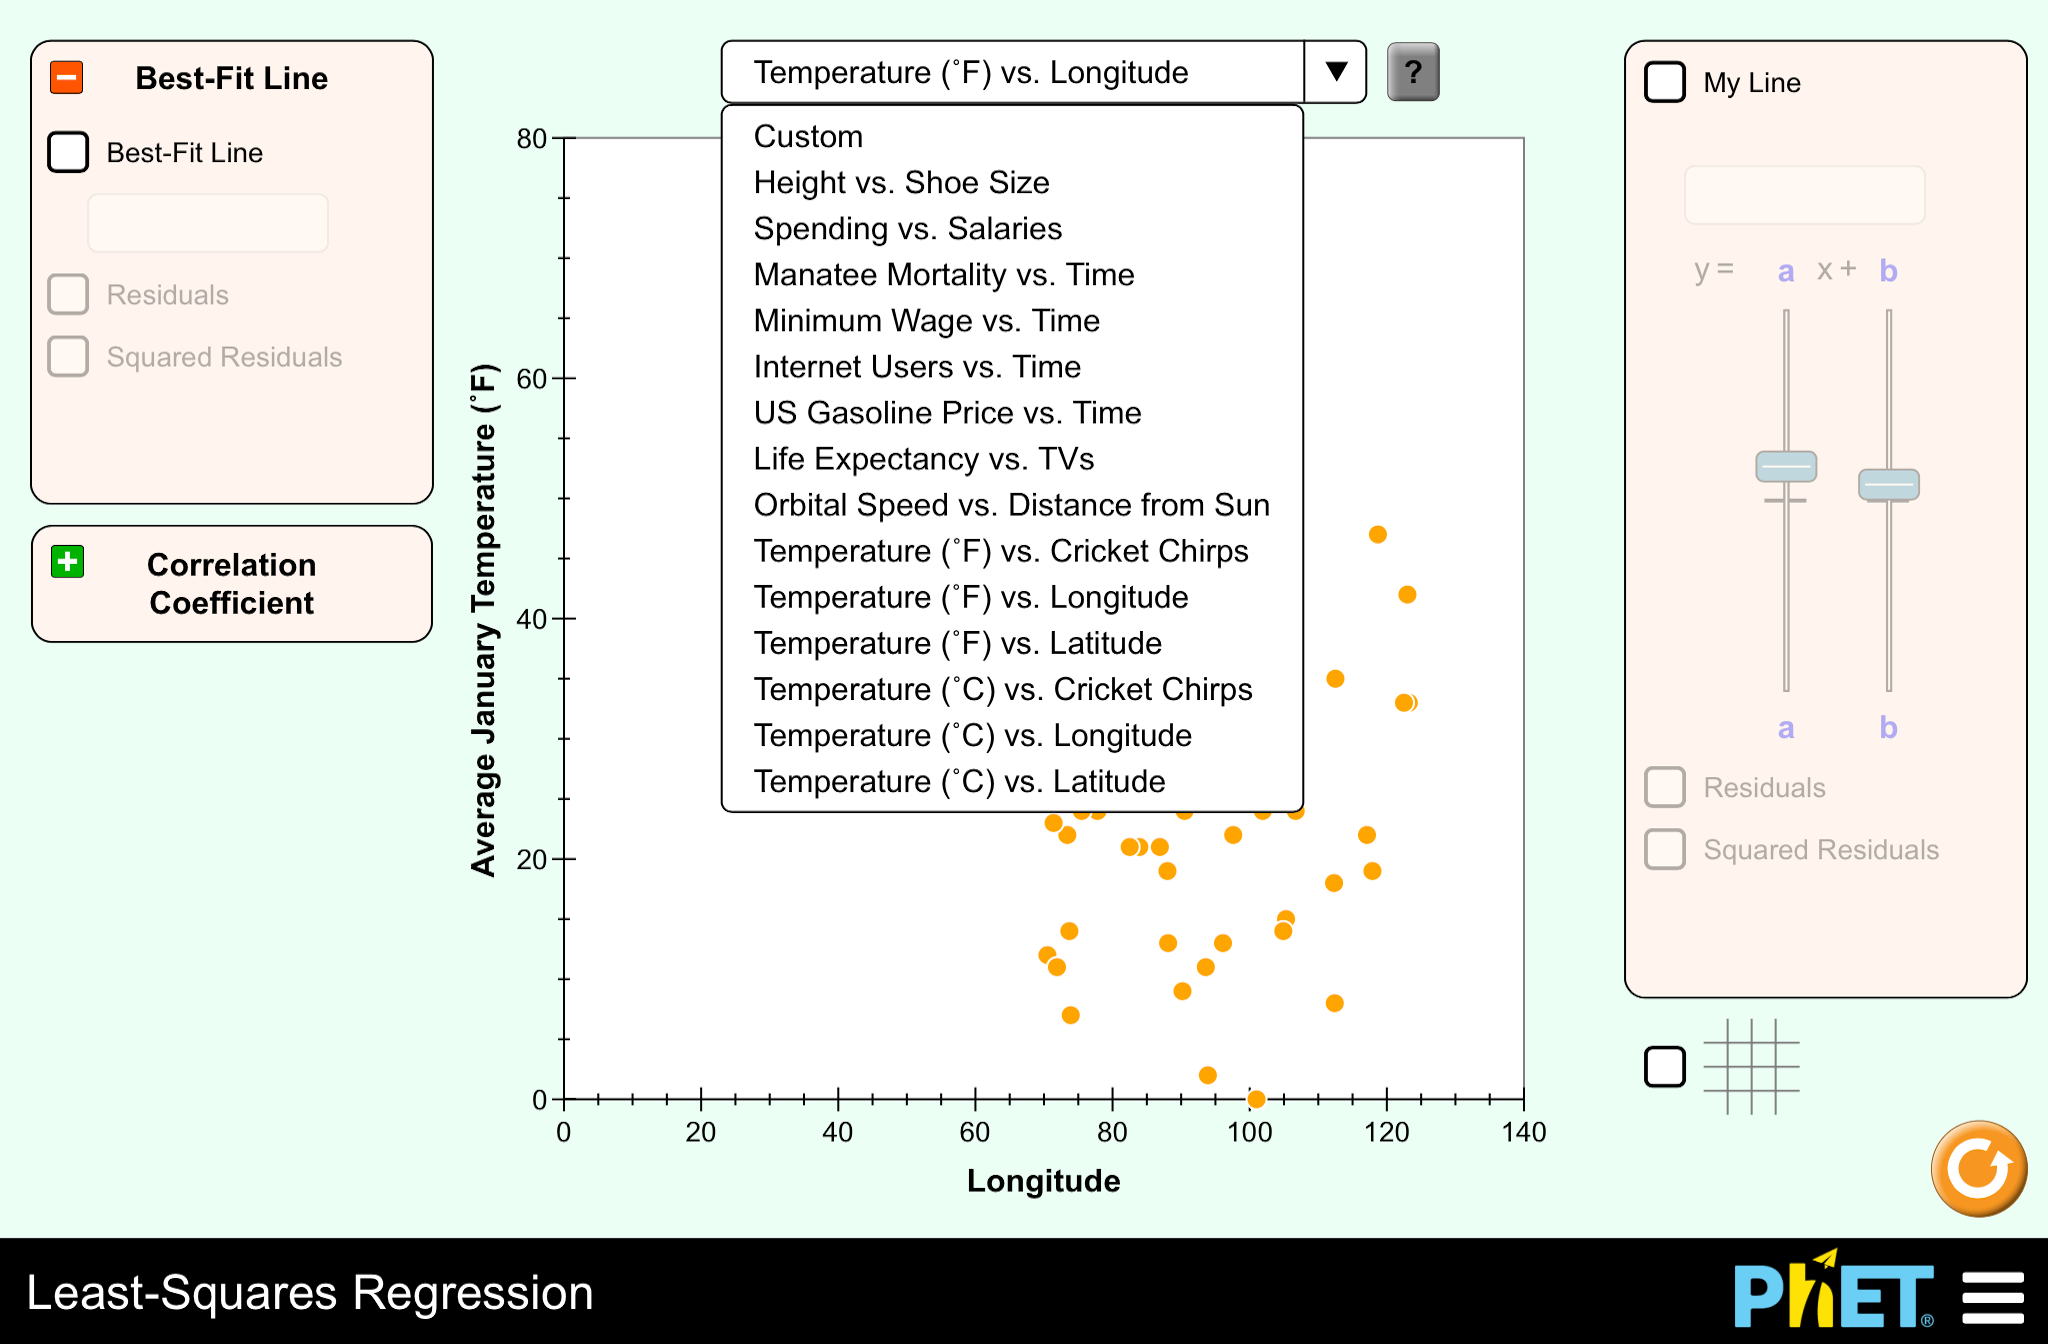 Best-Fit Line
Best-Fit Line
Residuals
Squared Residuals
Correlation
Coefficient
Temperature (˚F) vs. Longitude
?
Custom
Height vs. Shoe Size
Spending vs. Salaries
Manatee Mortality vs. Time
Minimum Wage vs. Time
Internet Users vs. Time
US Gasoline Price vs. Time
Life Expectancy vs. TVs
Orbital Speed vs. Distance from Sun
Temperature (˚F) vs. Cricket Chirps
Temperature (˚F) vs. Longitude
Temperature (˚F) vs. Latitude
Temperature (˚C) vs. Cricket Chirps
Temperature (˚C) vs. Longitude
Temperature (˚C) vs. Latitude
Average January Temperature (˚F)
80
60
40
20
0
0 20 40 60 80 100 120 140
Longitude
My Line
y = a x + b
a b
Residuals
Squared Residuals
Least-Squares Regression
PhET®